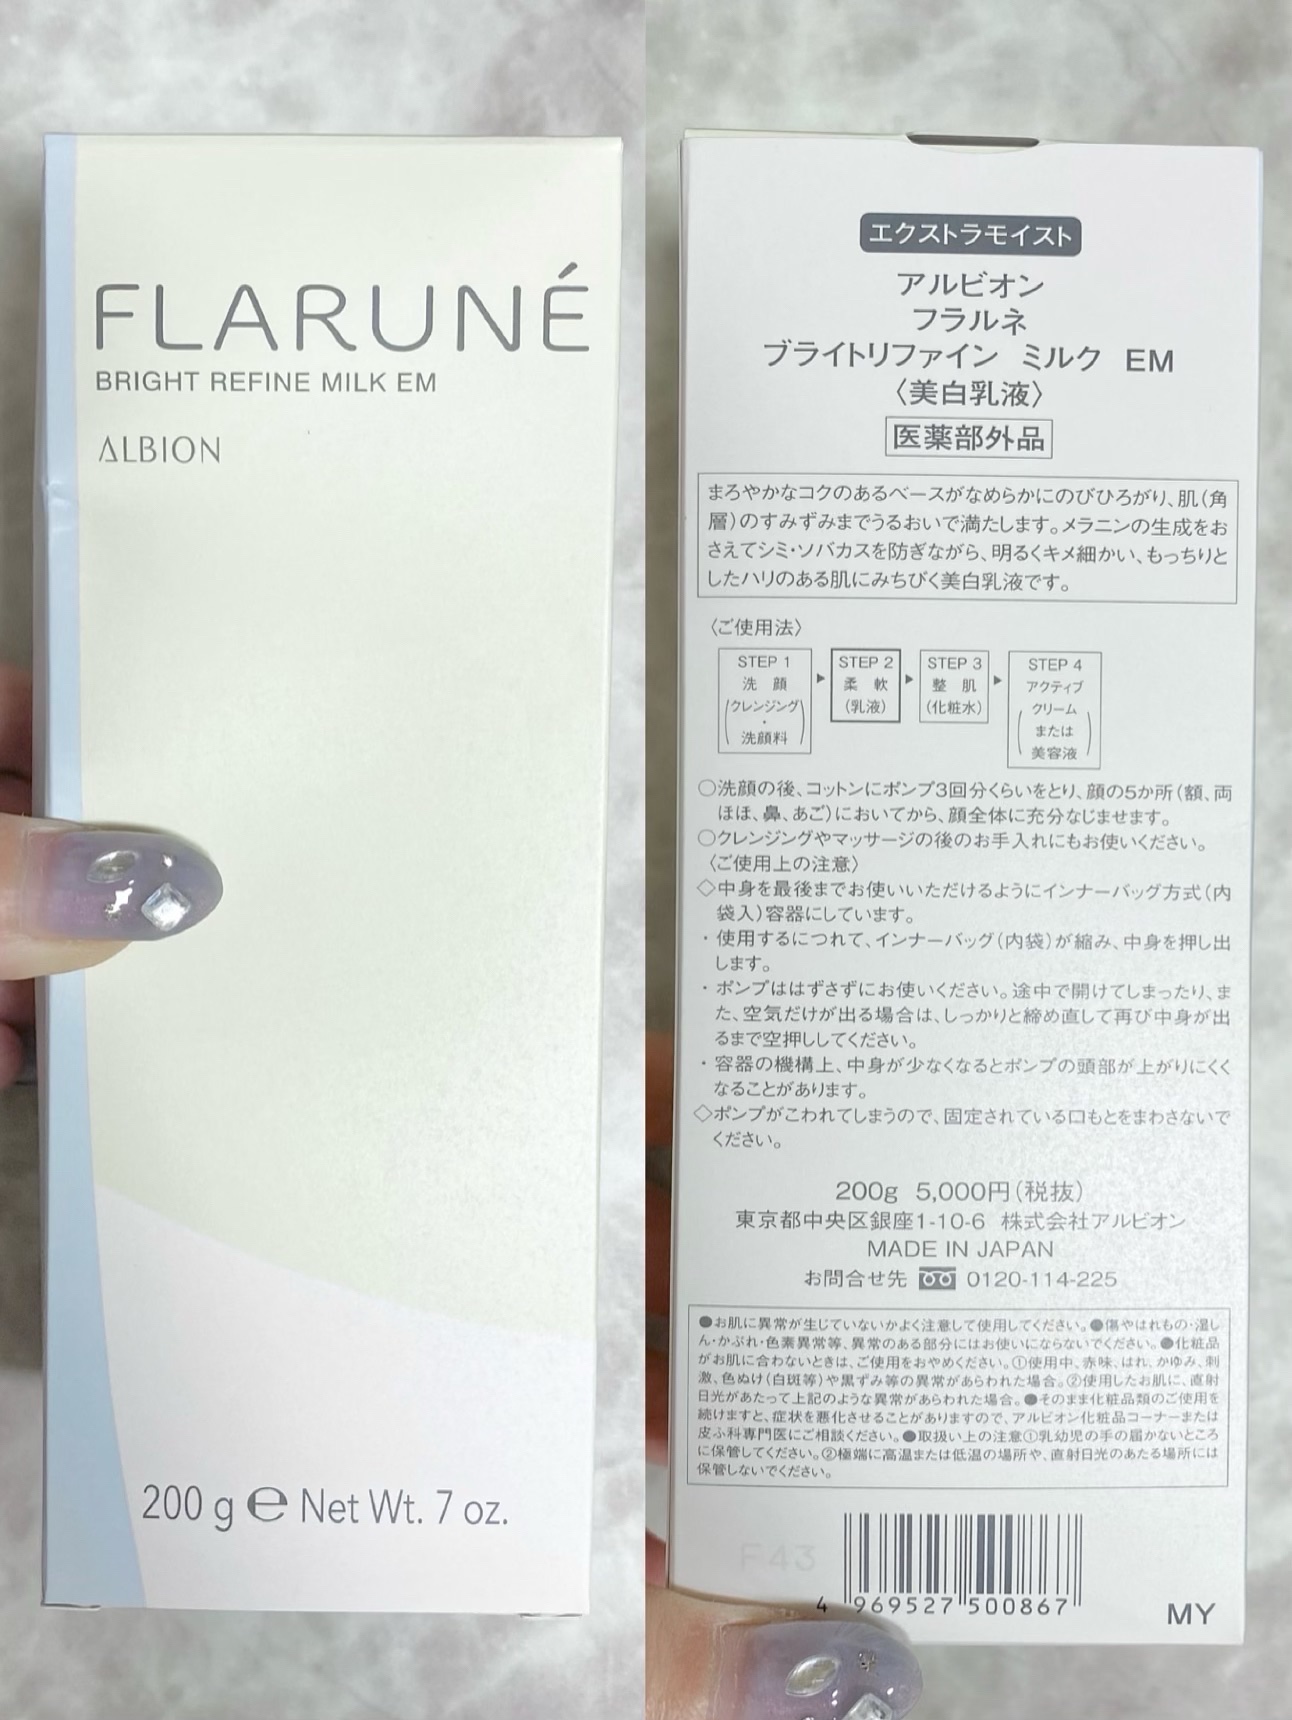 FLARUNÉ
BRIGHT REFINE MILK EM
ALBION
200 g ℮ Net Wt. 7 oz.
エクストラモイスト
アルビオン
フラルネ
ブライトリファイン ミルク EM
〈美白乳液〉
医薬部外品
まろやかなコクのあるベースがなめらかにのびひろがり、肌(角
層)のすみずみまでうるおいで満たします。メラニンの生成をお
さえてシミ・ソバカスを防ぎながら、明るくキメ細かい、もっちりと
したハリのある肌にみちびく美白乳液です。
〈ご使用法〉
STEP 1
洗 顔
(クレンジング
・
洗顔料)
STEP 2
柔 軟
(乳液)
STEP 3
整 肌
(化粧水)
STEP 4
アクティブ
クリーム
(または
美容液)
○洗顔の後、コットンにポンプ3回分くらいをとり、顔の5か所(額、両
ほほ、鼻、あご)においてから、顔全体に充分なじませます。
○クレンジングやマッサージの後のお手入れにもお使いください。
〈ご使用上の注意〉
◇中身を最後までお使いいただけるようにインナーバッグ方式(内
袋入)容器にしています。
・使用するにつれて、インナーバッグ(内袋)が縮み、中身を押し出
します。
・ポンプははずさずにお使いください。途中で開けてしまったり、ま
た、空気だけが出る場合は、しっかりと締め直して再び中身が出
るまで空押ししてください。
・容器の機構上、中身が少なくなるとポンプの頭部が上がりにくく
なることがあります。
◇ポンプがこわれてしまうので、固定されている口もとをまわさないで
ください。
200g 5,000円(税抜)
東京都中央区銀座1-10-6 株式会社アルビオン
MADE IN JAPAN
お問合せ先 0120-114-225
●お肌に異常が生じていないかよく注意して使用してください。●傷やはれもの・湿し
ん・かぶれ・色素異常等、異常のある部分にはお使いにならないでください。●化粧品
がお肌に合わないときは、ご使用をおやめください。①使用中、赤味、はれ、かゆみ、刺
激、色ぬけ(白斑等)や黒ずみ等の異常があらわれた場合。②使用したお肌に、直射
日光があたって上記のような異常があらわれた場合。●そのまま化粧品類のご使用を
続けますと、症状を悪化させることがありますので、アルビオン化粧品コーナーまたは
皮ふ科専門医にご相談ください。●取扱い上の注意①乳幼児の手の届かないところ
に保管してください。②極端に高温または低温の場所や、直射日光のあたる場所には
保管しないでください。
F43
4 969527 500867
MY